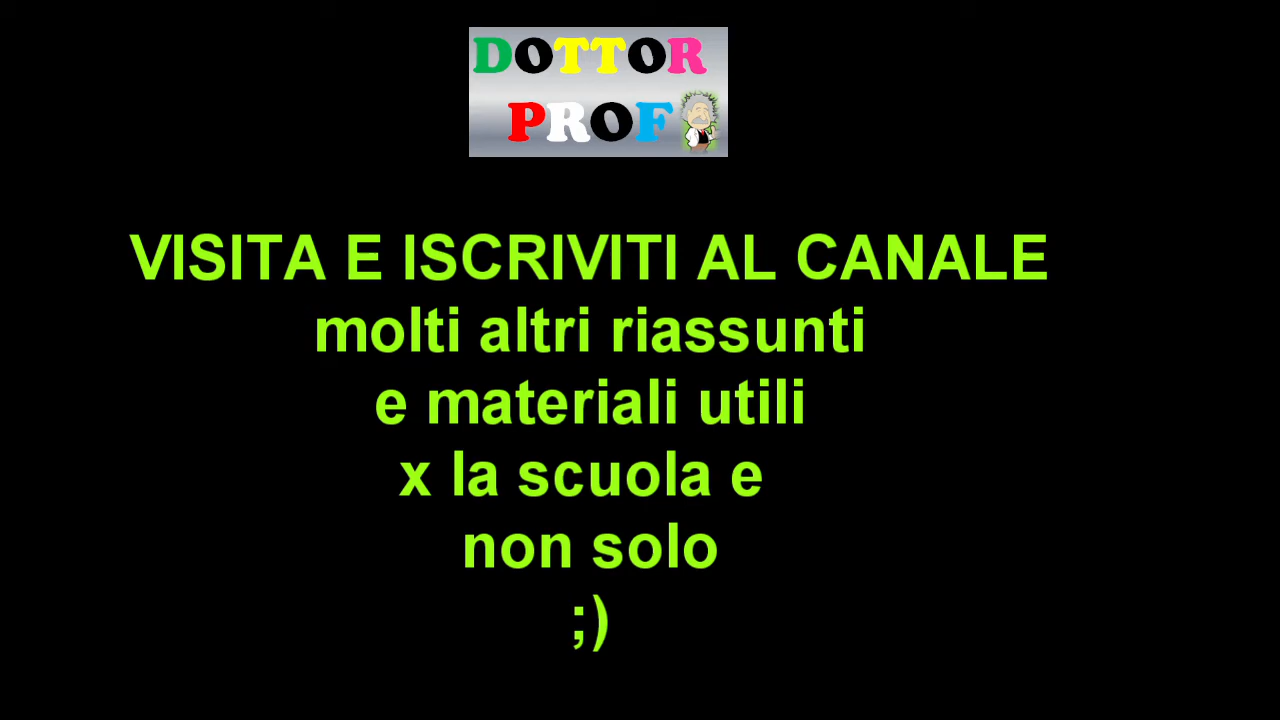 DOTTOR
PROF
VISITA E ISCRIVITI AL CANALE
molti altri riassunti
e materiali utili
x la scuola e
non solo
;)